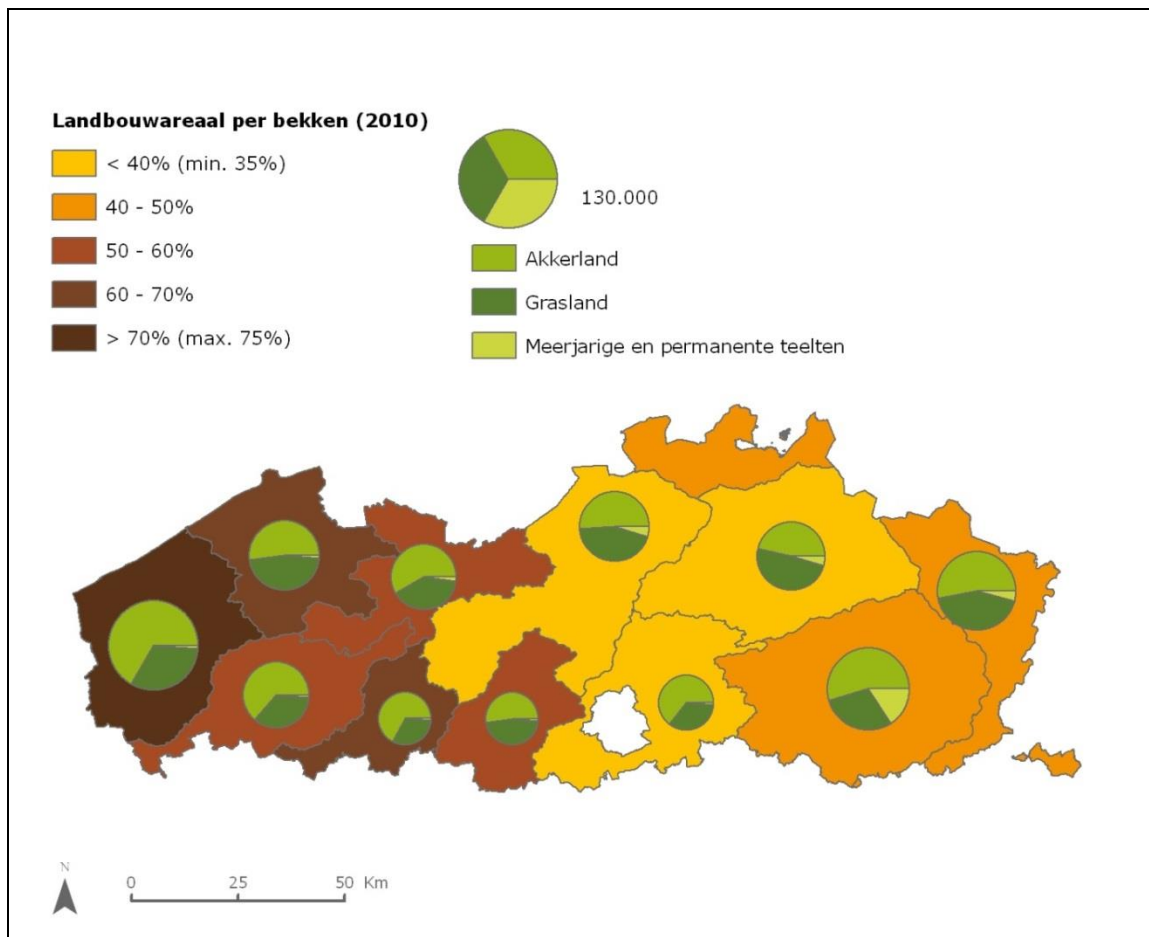 Landbouwareaal per bekken (2010)
< 40% (min. 35%)
40 - 50%
50 - 60%
60 - 70%
> 70% (max. 75%)
130.000
Akkerland
Grasland
Meerjarige en permanente teelten
N
0 25 50 Km